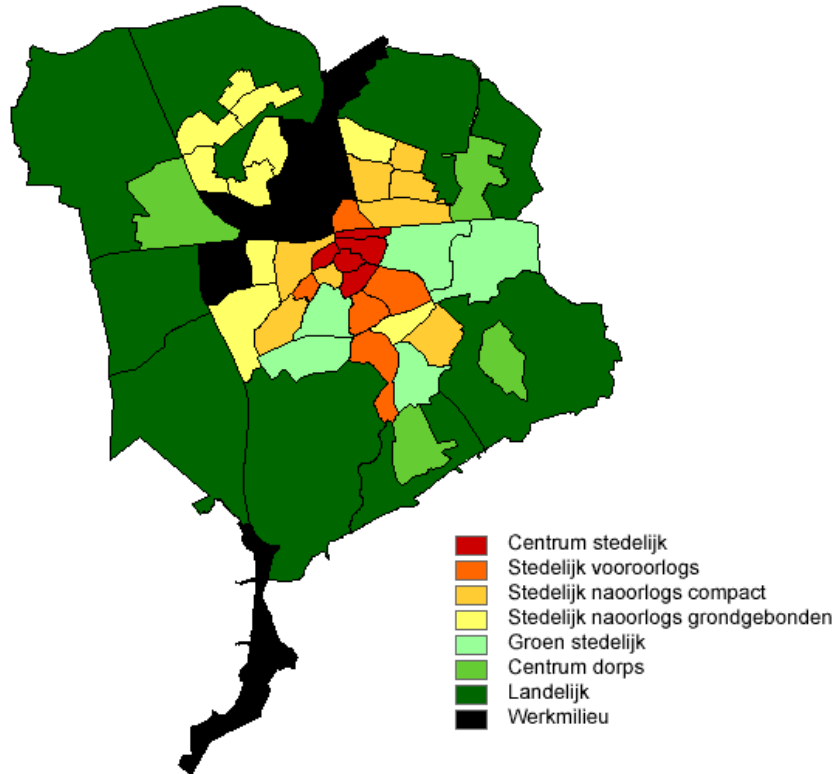 Centrum stedelijk
Stedelijk vooroorlogs
Stedelijk naoorlogs compact
Stedelijk naoorlogs grondgebonden
Groen stedelijk
Centrum dorps
Landelijk
Werkmilieu